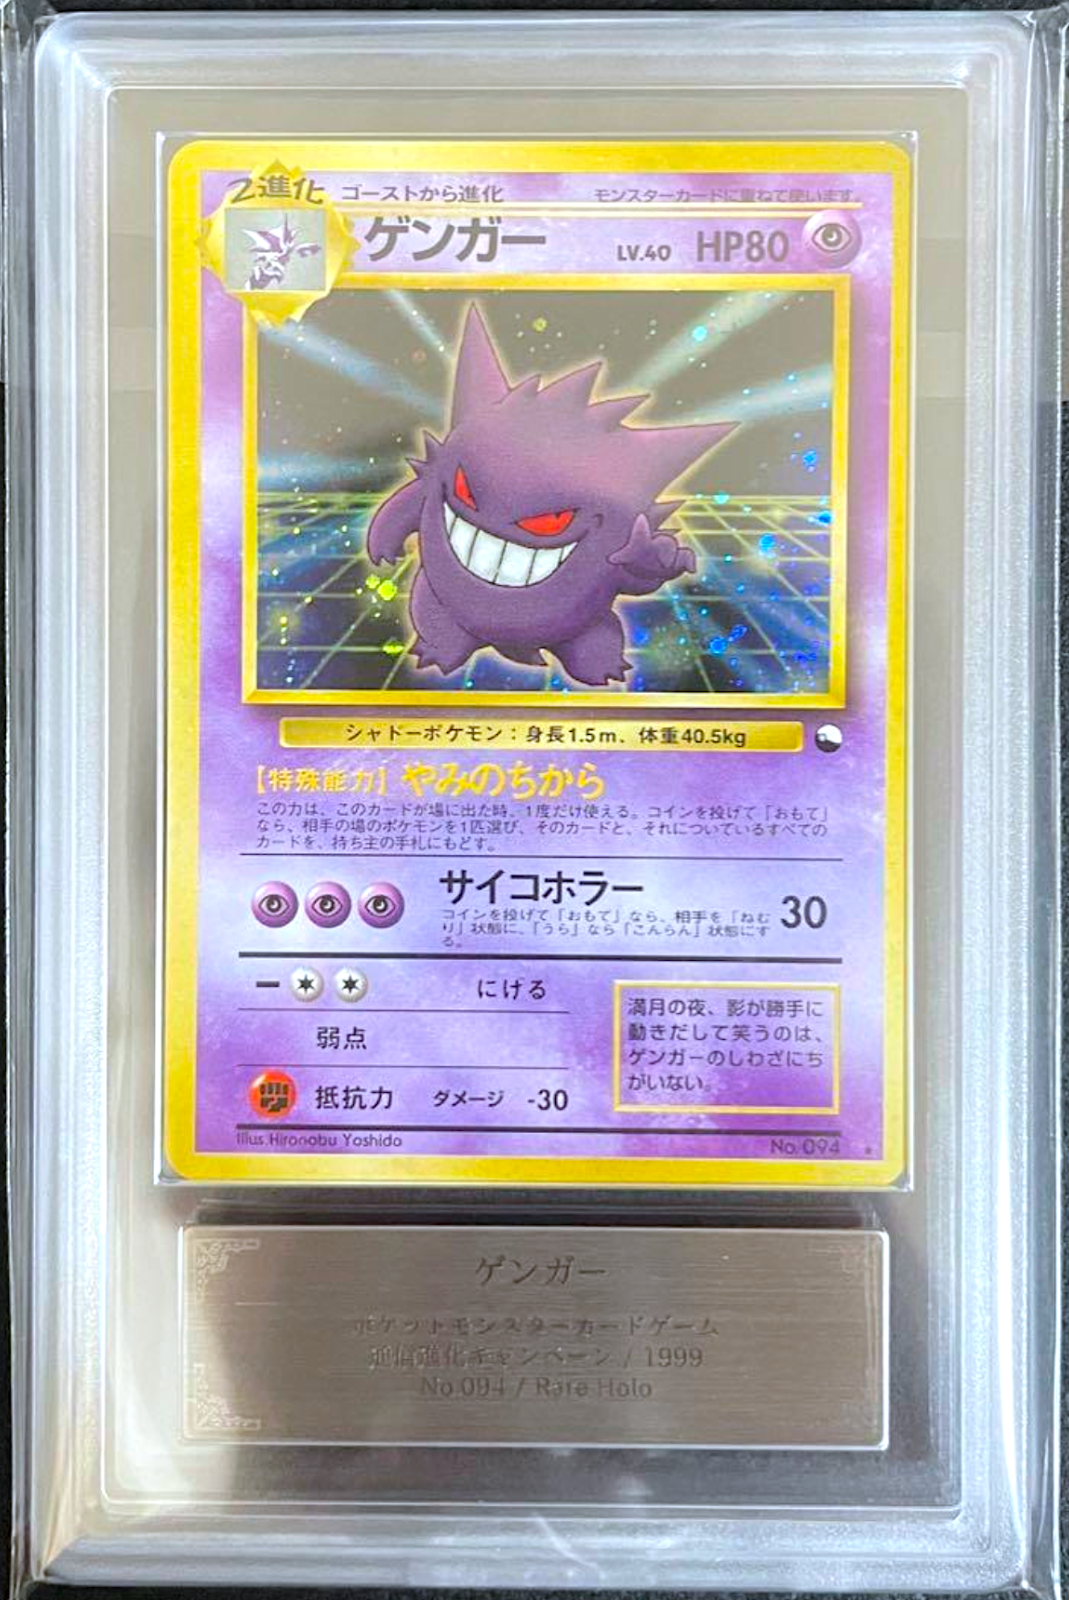 2進化 ゴーストから進化 モンスターカードに重ねて使います。
ゲンガー LV.40 HP80
シャドーポケモン：身長1.5m、体重40.5kg
【特殊能力】やみのちから
この力は、このカードが場に出た時、1度だけ使える。コインを投げて「おもて」
なら、相手の場のポケモンを1匹選び、そのカードと、それについているすべての
カードを、持ち主の手札にもどす。
サイコホラー 30
コインを投げて「おもて」なら、相手を「ねむ
り」状態に、「うら」なら「こんらん」状態にす
る。
ー にげる
弱点
抵抗力 ダメージ -30
満月の夜、影が勝手に
動きだして笑うのは、
ゲンガーのしわざにち
がいない。
Illus.Hironobu Yoshida No.094
ゲンガー
ポケットモンスターカードゲーム
通信進化キャンペーン / 1999
No.094 / Rare Holo